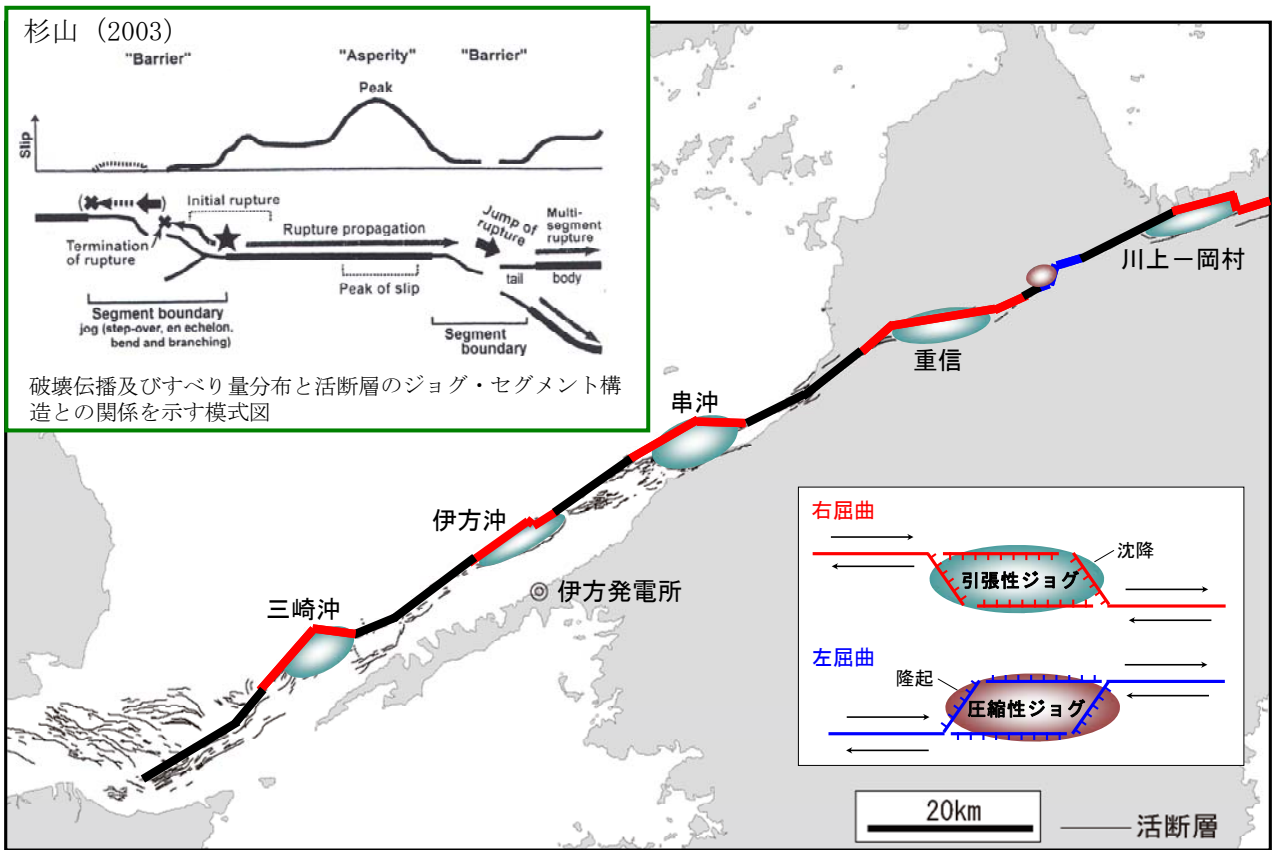 杉山 (2003)
"Barrier"
"Asperity"
"Barrier"
Peak
Slip
Initial rupture
Termination
of rupture
Rupture propagation
Jump of
rupture
Multi-
segment
rupture
tail
body
Peak of slip
Segment boundary
jog (step-over, en echelon.
bend and branching)
Segment
boundary
破壊伝播及びすべり量分布と活断層のジョグ・セグメント構
造との関係を示す模式図
川上－岡村
重信
串沖
伊方沖
伊方発電所
三崎沖
右屈曲
沈降
引張性ジョグ
左屈曲
隆起
圧縮性ジョグ
20km
活断層